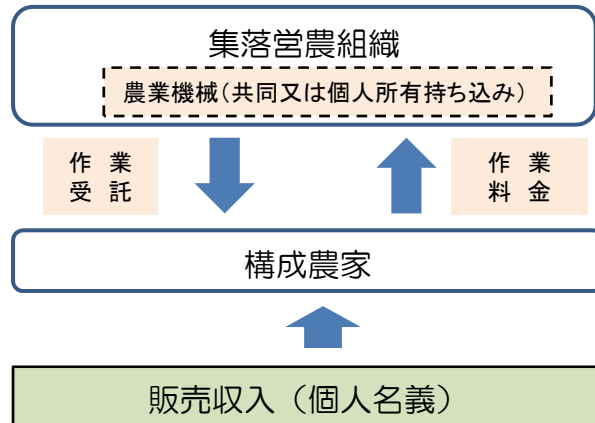 集落営農組織
農業機械（共同又は個人所有持ち込み）
作　業
受　託
作　業
料　金
構成農家
販売収入（個人名義）